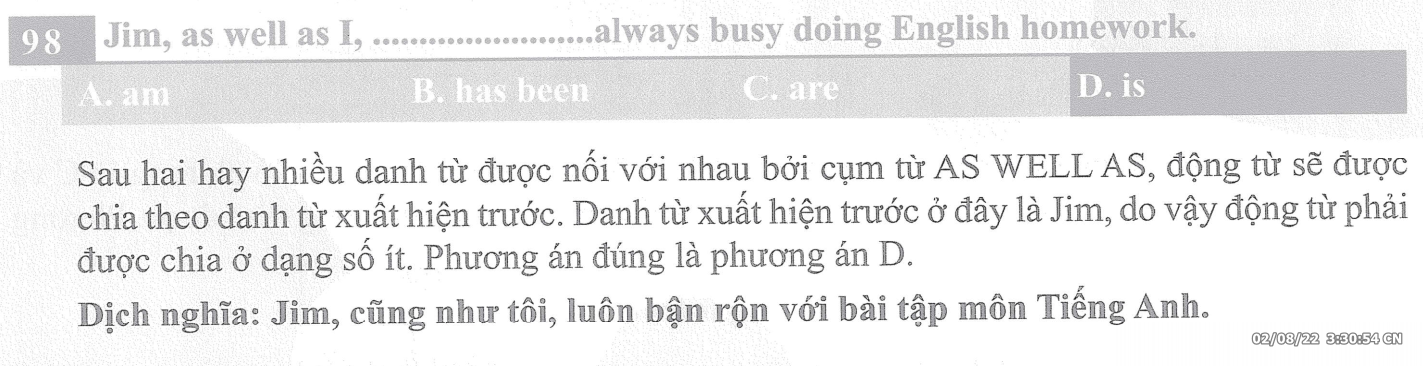 98 Jim, as well as I, ........................always busy doing English homework.
A. am B. has been C. are D. is
Sau hai hay nhiều danh từ được nối với nhau bởi cụm từ AS WELL AS, động từ sẽ được
chia theo danh từ xuất hiện trước. Danh từ xuất hiện trước ở đây là Jim, do vậy động từ phải
được chia ở dạng số ít. Phương án đúng là phương án D.
Dịch nghĩa: Jim, cũng như tôi, luôn bận rộn với bài tập môn Tiếng Anh.
02/08/22 3:30:54 CN